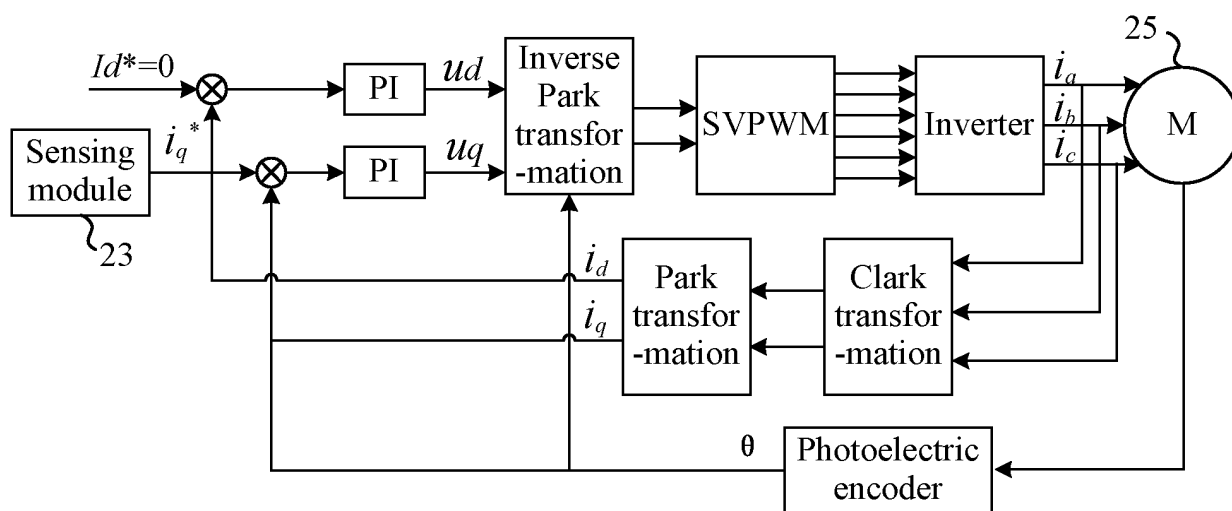 Id*=0
PI
ud
Inverse
Park
transfor
-mation
SVPWM
Inverter
ia
ib
ic
25
M
Sensing
module
23
iq*
PI
uq
id
iq
Park
transfor
-mation
Clark
transfor
-mation
θ
Photoelectric
encoder